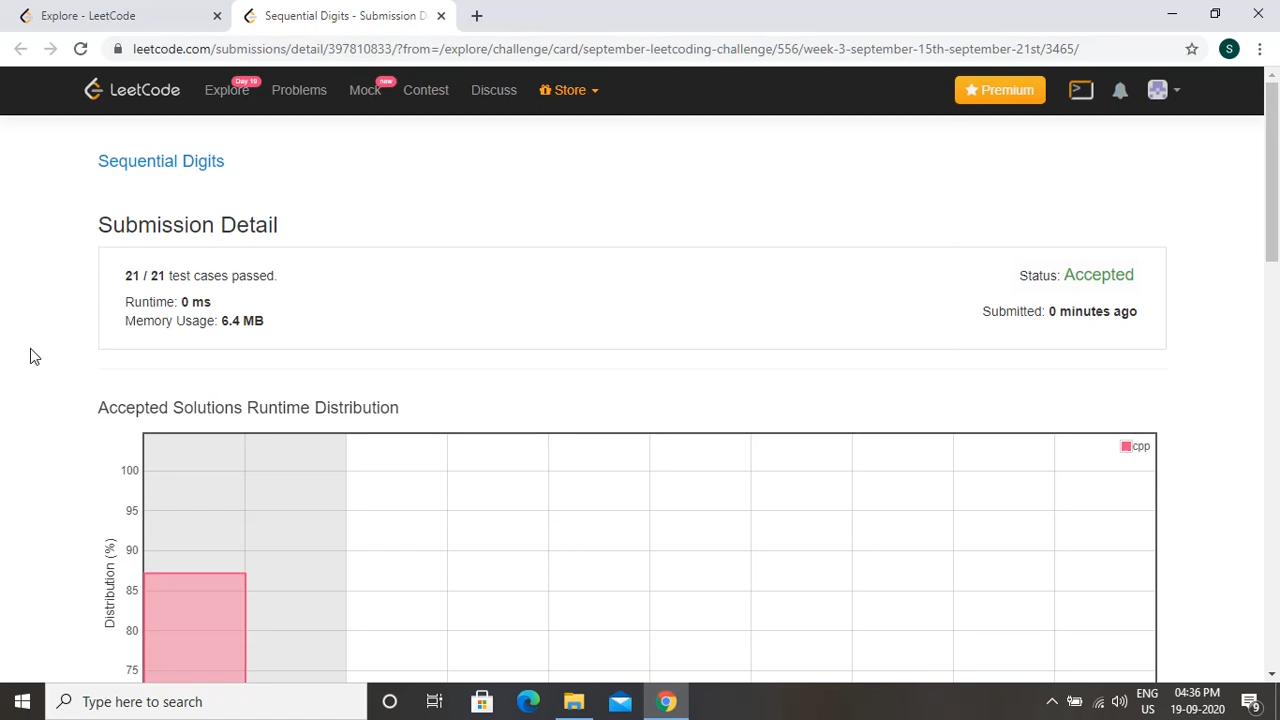 Explore - LeetCode
Sequential Digits - Submission D
leetcode.com/submissions/detail/397810833/?from=/explore/challenge/card/september-leetcoding-challenge/556/week-3-september-15th-september-21st/3465/
S
LeetCode
Explore
Day 19
Problems
Mock
new
Contest
Discuss
Store
Premium
Sequential Digits
Submission Detail
21 / 21 test cases passed.
Status: Accepted
Runtime: 0 ms
Submitted: 0 minutes ago
Memory Usage: 6.4 MB
Accepted Solutions Runtime Distribution
cpp
100
95
90
85
80
75
Distribution (%)
Type here to search
ENG
US
04:36 PM
19-09-2020
9